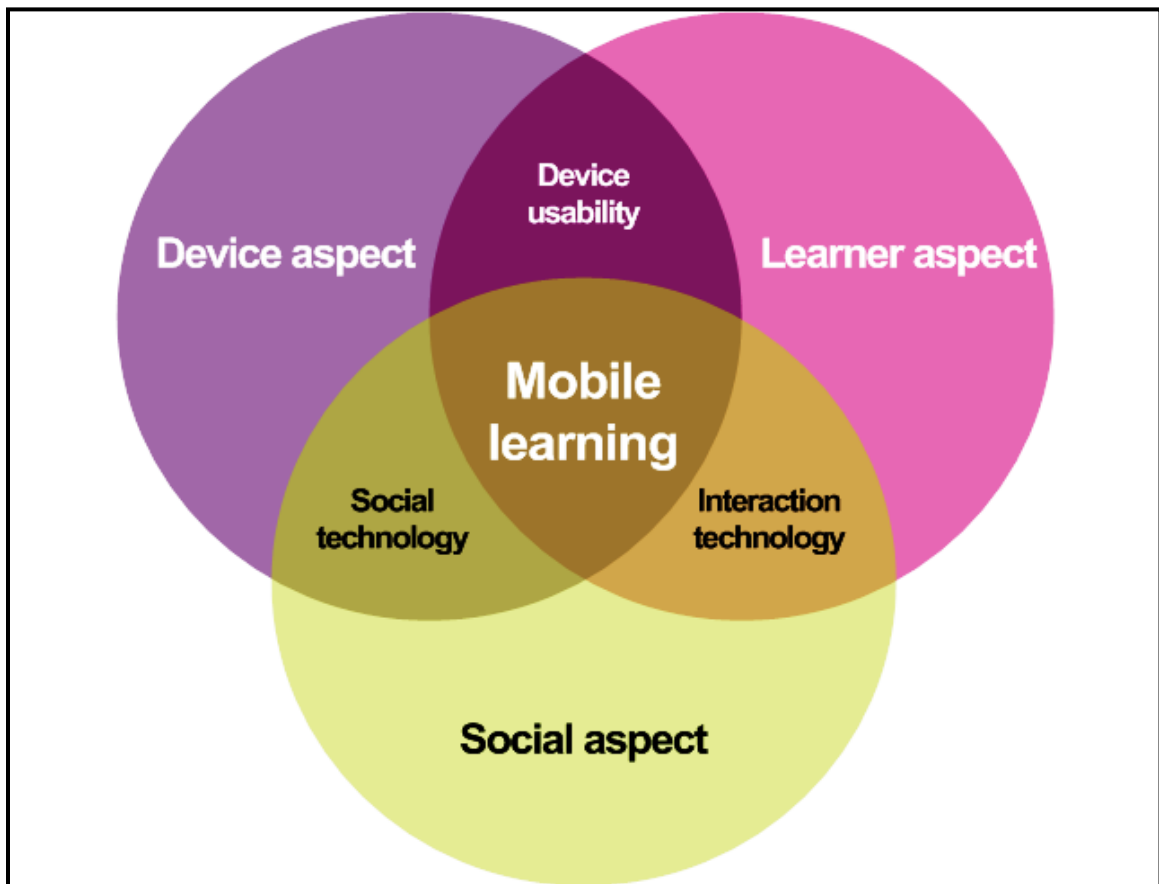 Device
usability
Device aspect
Learner aspect
Mobile
learning
Social
technology
Interaction
technology
Social aspect